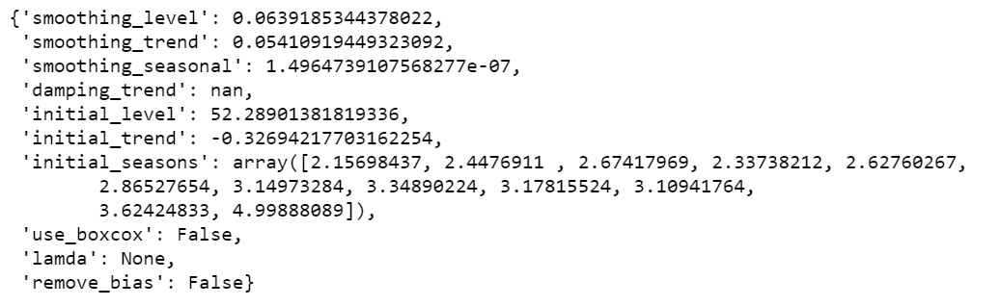 {'smoothing_level': 0.0639185344378022,
 'smoothing_trend': 0.05410919449323092,
 'smoothing_seasonal': 1.4964739107568277e-07,
 'damping_trend': nan,
 'initial_level': 52.28901381819336,
 'initial_trend': -0.32694217703162254,
 'initial_seasons': array([2.15698437, 2.4476911 , 2.67417969, 2.33738212, 2.62760267,
        2.86527654, 3.14973284, 3.34890224, 3.17815524, 3.10941764,
        3.62424833, 4.99888089]),
 'use_boxcox': False,
 'lamda': None,
 'remove_bias': False}